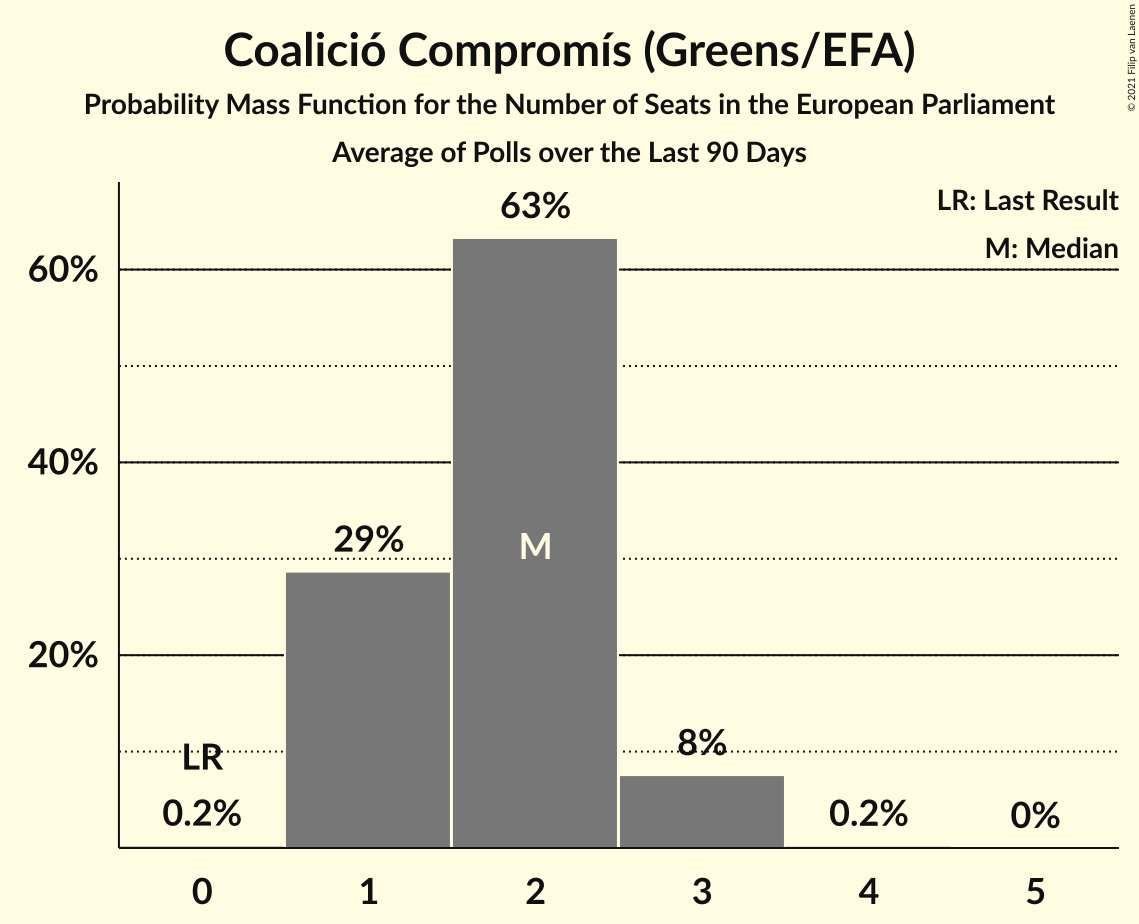 Coalició Compromís (Greens/EFA)
Probability Mass Function for the Number of Seats in the European Parliament
Average of Polls over the Last 90 Days
© 2021 Filip van Laenen
LR: Last Result
M: Median
63%
60%
40%
29%
M
20%
8%
LR
0.2%
0.2%
0%
0 1 2 3 4 5